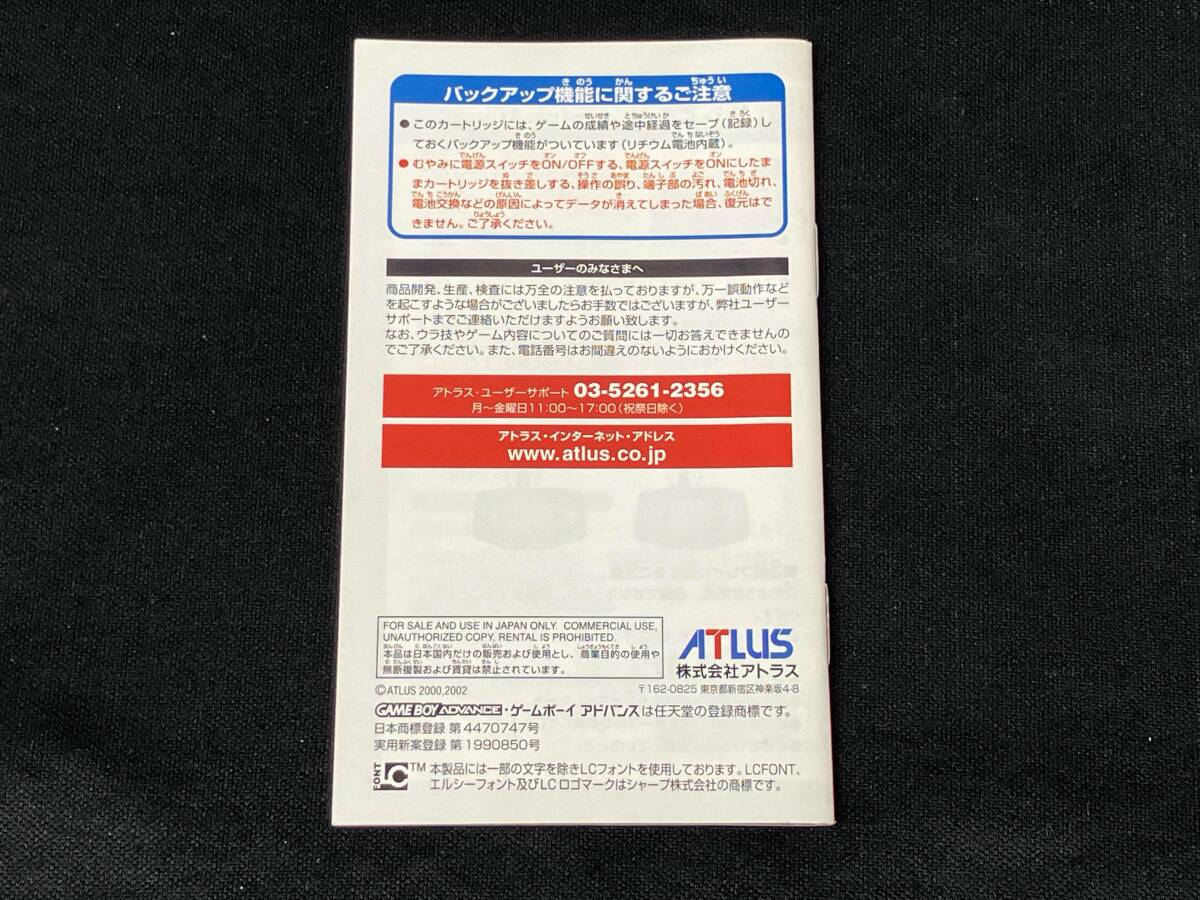 バックアップ機能に関するご注意
●このカートリッジには、ゲームの成績や途中経過をセーブ(記録)し
ておくバックアップ機能がついています(リチウム電池内蔵)。
●むやみに電源スイッチをON/OFFする、電源スイッチをONにしたま
まカートリッジを抜き差しする、操作の誤り、端子部の汚れ、電池切れ、
電池交換などの原因によってデータが消えてしまった場合、復元はで
きません。ご了承ください。
ユーザーのみなさまへ
商品開発、生産、検査には万全の注意を払っておりますが、万一誤動作など
を起こすような場合がございましたらお手数ではございますが、弊社ユーザー
サポートまでご連絡いただけますようお願い致します。
なお、ウラ技やゲーム内容についてのご質問には一切お答えできませんの
でご了承ください。また、電話番号はお間違えのないようにおかけください。
アトラス・ユーザーサポート 03-5261-2356
月~金曜日11:00~17:00(祝祭日除く)
アトラス・インターネット・アドレス
www.atlus.co.jp
FOR SALE AND USE IN JAPAN ONLY. COMMERCIAL USE,
UNAUTHORIZED COPY, RENTAL IS PROHIBITED.
本品は日本国内だけの販売および使用とし、商業目的の使用や
無断複製および賃貸は禁止されています。
ATLUS
株式会社アトラス
〒162-0825 東京都新宿区神楽坂4-8
©ATLUS 2000,2002
GAME BOY ADVANCE・ゲームボーイ アドバンスは任天堂の登録商標です。
日本商標登録 第4470747号
実用新案登録 第1990850号
LC FONT TM 本製品には一部の文字を除きLCフォントを使用しております。LCFONT、
エルシーフォント及びLCロゴマークはシャープ株式会社の商標です。